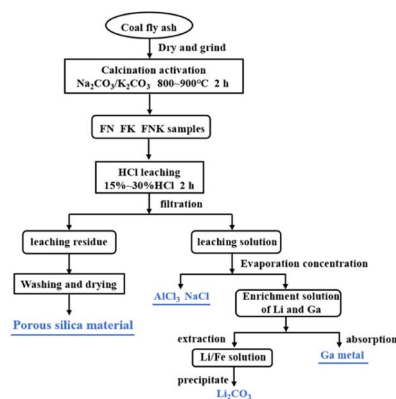 Coal fly ash
Dry and grind
Calcination activation
Na₂CO₃/K₂CO₃ 800~900℃ 2 h
FN FK FNK samples
HCl leaching
15%~30%HCl 2 h
filtration
leaching residue
leaching solution
Evaporation concentration
Washing and drying
AlCl₃ NaCl
Enrichment solution
of Li and Ga
Porous silica material
extraction
absorption
Li/Fe solution
Ga metal
precipitate
Li₂CO₃